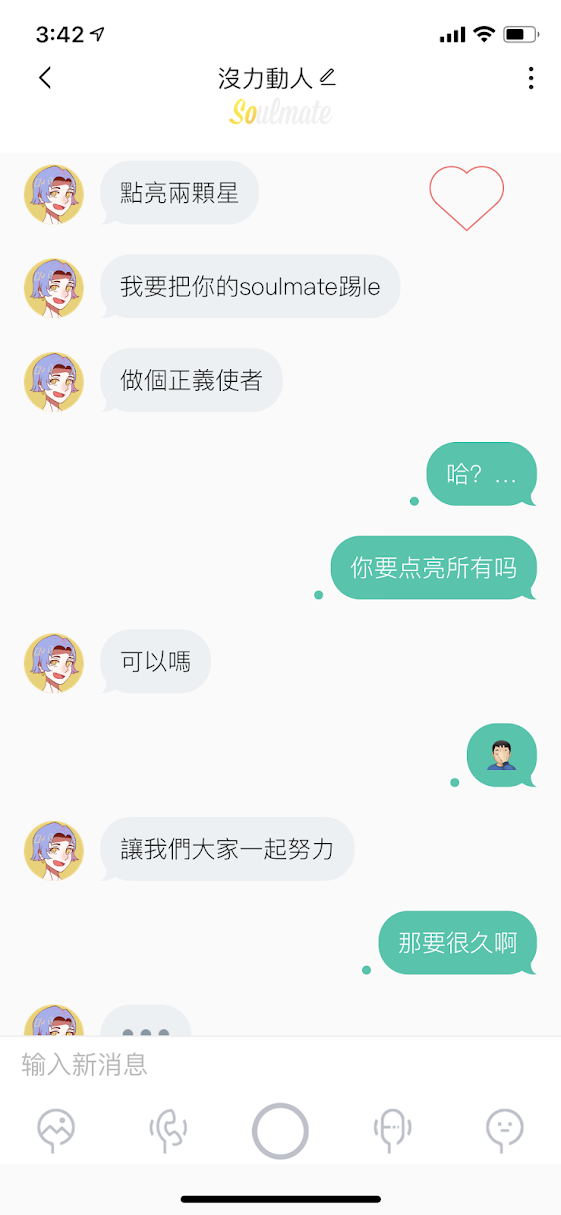 3:42
沒力動人
Soulmate
點亮兩顆星
我要把你的soulmate踢le
做個正義使者
哈？...
你要点亮所有吗
可以嗎
讓我們大家一起努力
那要很久啊
输入新消息